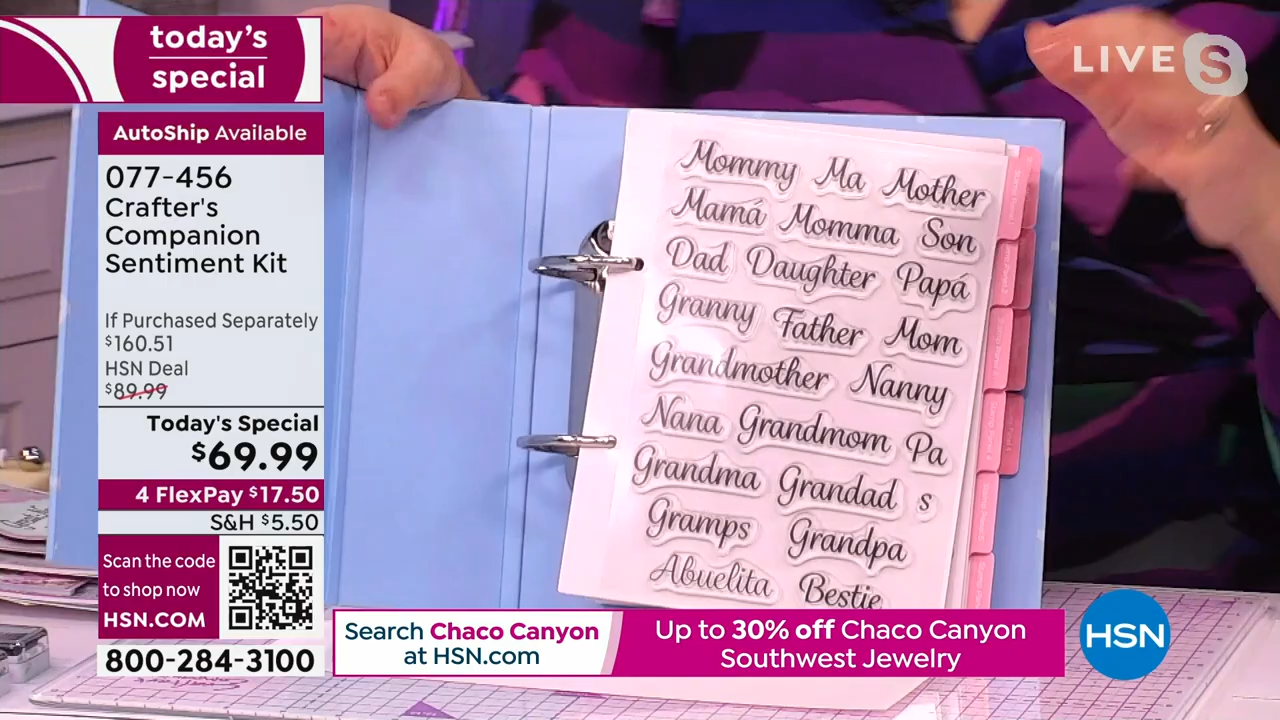 today's
special
AutoShip Available
077-456
Crafter's
Companion
Sentiment Kit
If Purchased Separately
$160.51
HSN Deal
$89.99
Today's Special
$69.99
4 FlexPay $17.50
S&H $5.50
Scan the code
to shop now
HSN.COM
800-284-3100
LIVE S
Mommy Ma Mother
Mamá Momma Son
Dad Daughter Papá
Granny Father Mom
Grandmother Nanny
Nana Grandmom Pa
Grandma Grandad s
Gramps Grandpa
Abuelita Bestie
Search Chaco Canyon
at HSN.com
Up to 30% off Chaco Canyon
Southwest Jewelry
HSN